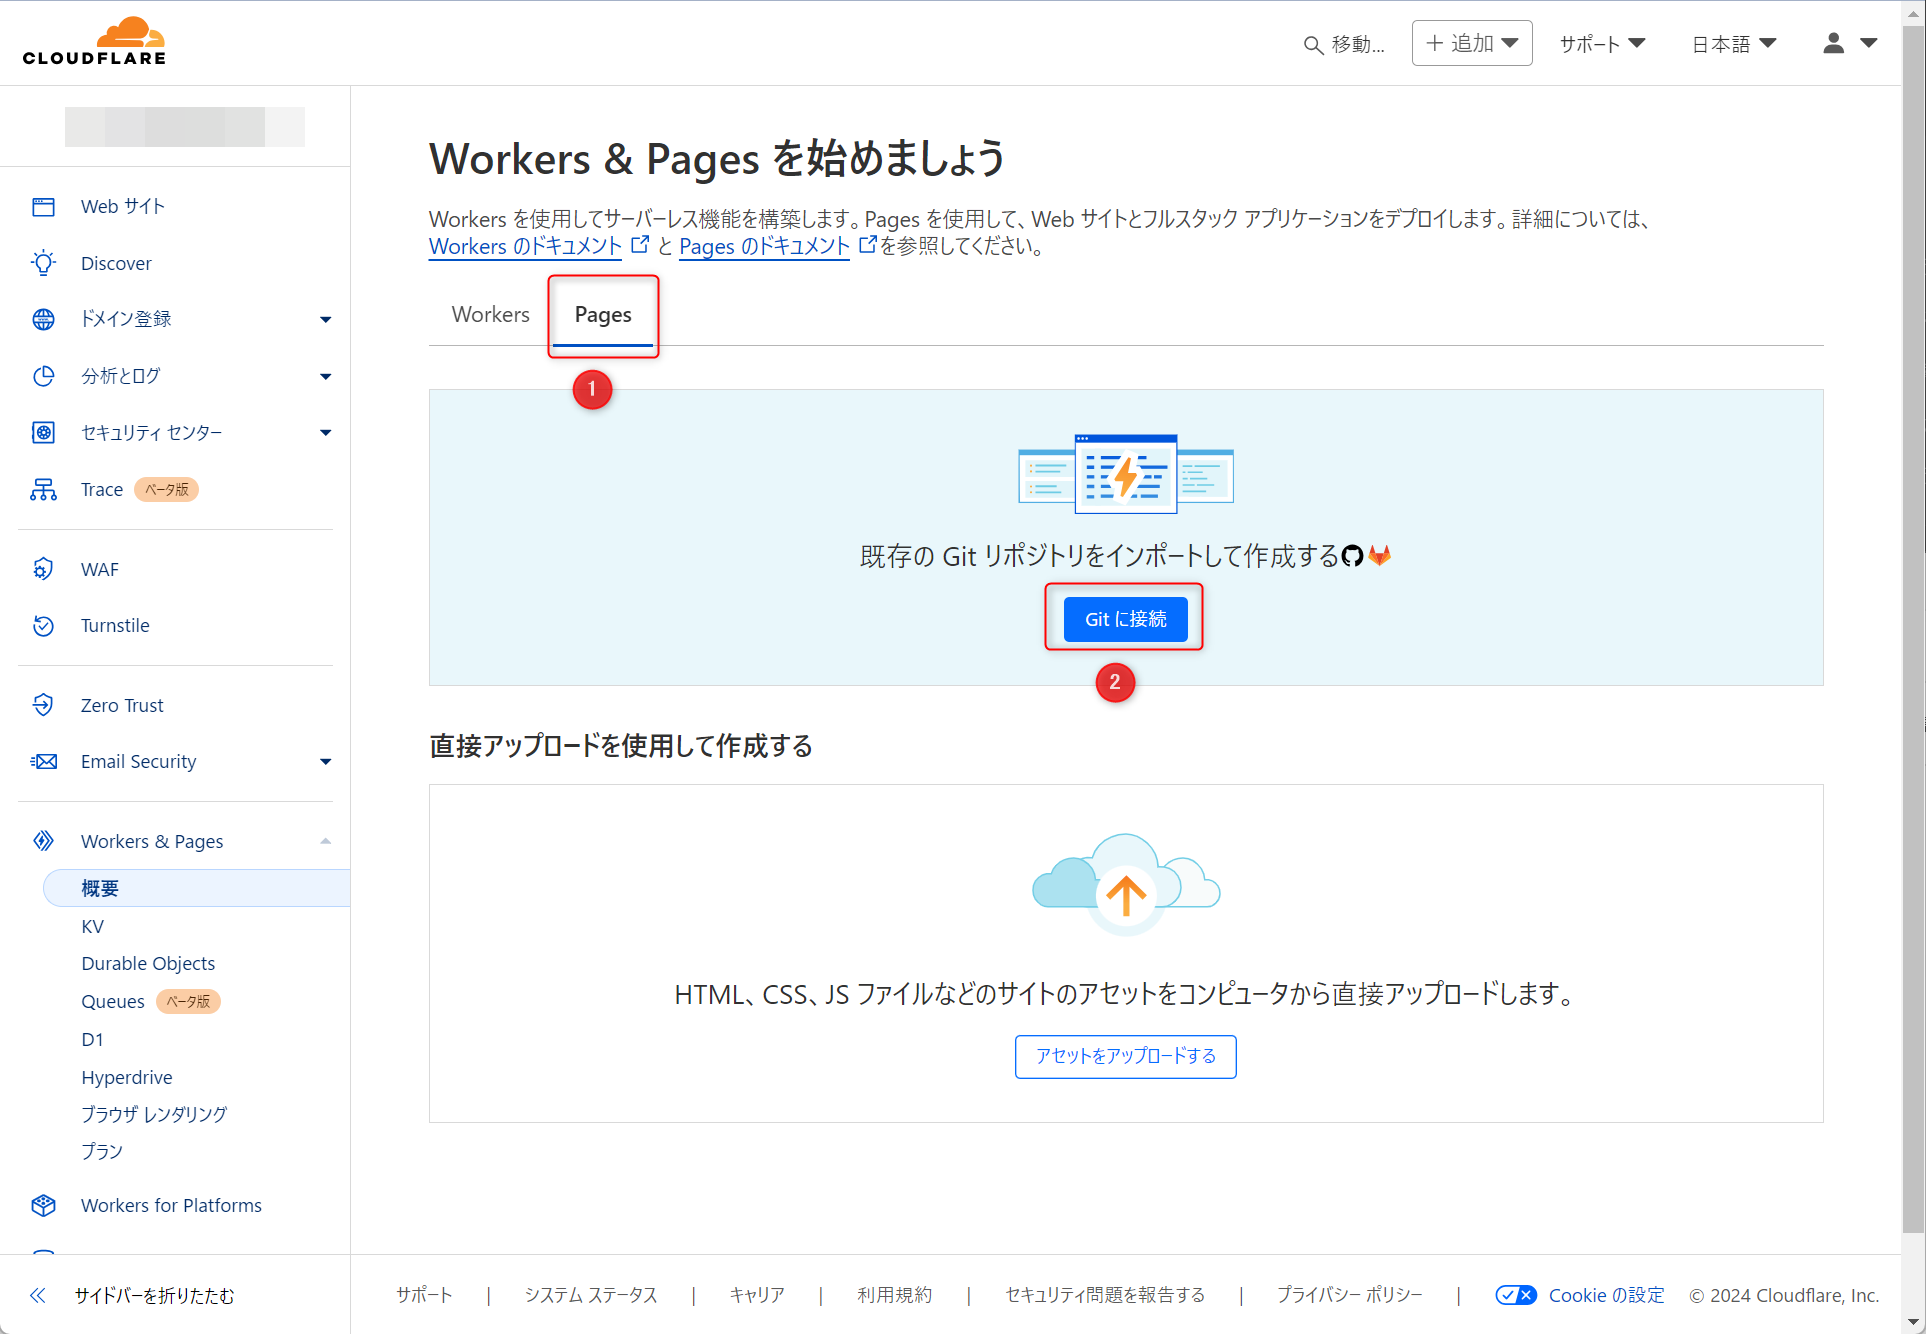 CLOUDFLARE
移動...
追加
サポート
日本語
Web サイト
Discover
ドメイン登録
分析とログ
セキュリティ センター
Trace ベータ版
WAF
Turnstile
Zero Trust
Email Security
Workers & Pages
概要
KV
Durable Objects
Queues ベータ版
D1
Hyperdrive
ブラウザ レンダリング
プラン
Workers for Platforms
サイドバーを折りたたむ
Workers & Pages を始めましょう
Workers を使用してサーバーレス機能を構築します。Pages を使用して、Web サイトとフルスタック アプリケーションをデプロイします。詳細については、
Workers のドキュメント と Pages のドキュメント を参照してください。
Workers
Pages
1
既存の Git リポジトリをインポートして作成する
Git に接続
2
直接アップロードを使用して作成する
HTML、CSS、JS ファイルなどのサイトのアセットをコンピュータから直接アップロードします。
アセットをアップロードする
サポート | システム ステータス | キャリア | 利用規約 | セキュリティ問題を報告する | プライバシー ポリシー | Cookie の設定 © 2024 Cloudflare, Inc.